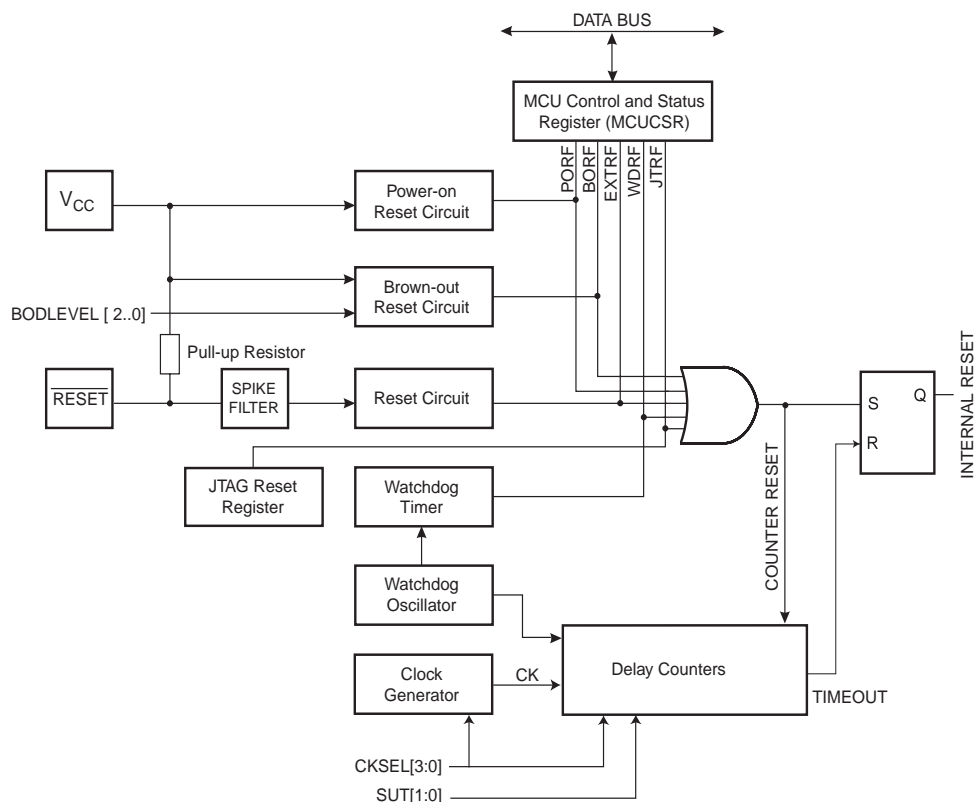 DATA BUS
MCU Control and Status
Register (MCUCSR)
PORF
BORF
EXTRF
WDRF
JTRF
VCC
Power-on
Reset Circuit
Brown-out
Reset Circuit
BODLEVEL [ 2..0]
Pull-up Resistor
RESET
SPIKE
FILTER
Reset Circuit
JTAG Reset
Register
Watchdog
Timer
Watchdog
Oscillator
Clock
Generator
CK
Delay Counters
TIMEOUT
COUNTER RESET
S
R
Q
INTERNAL RESET
CKSEL[3:0]
SUT[1:0]